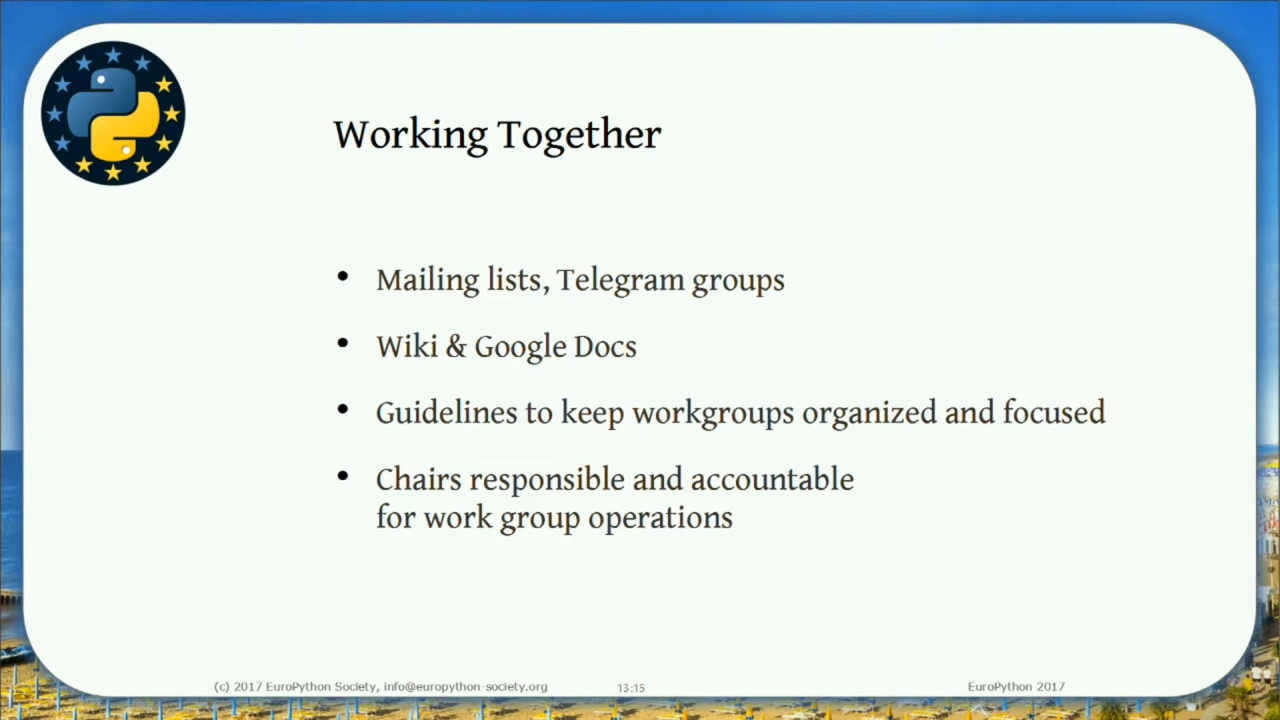 Working Together
• Mailing lists, Telegram groups
• Wiki & Google Docs
• Guidelines to keep workgroups organized and focused
• Chairs responsible and accountable
for work group operations
(c) 2017 EuroPython Society, info@europython-society.org
13:15
EuroPython 2017